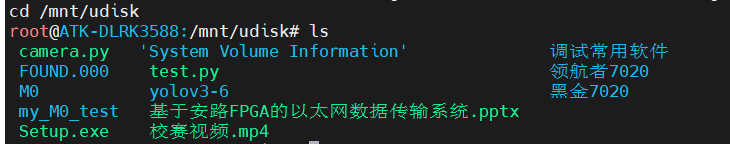 cd /mnt/udisk
root@ATK-DLRK3588:/mnt/udisk# ls
camera.py 'System Volume Information' 调试常用软件
FOUND.000 test.py 领航者7020
M0 yolov3-6 黑金7020
my_M0_test 基于安路FPGA的以太网数据传输系统.pptx
Setup.exe 校赛视频.mp4